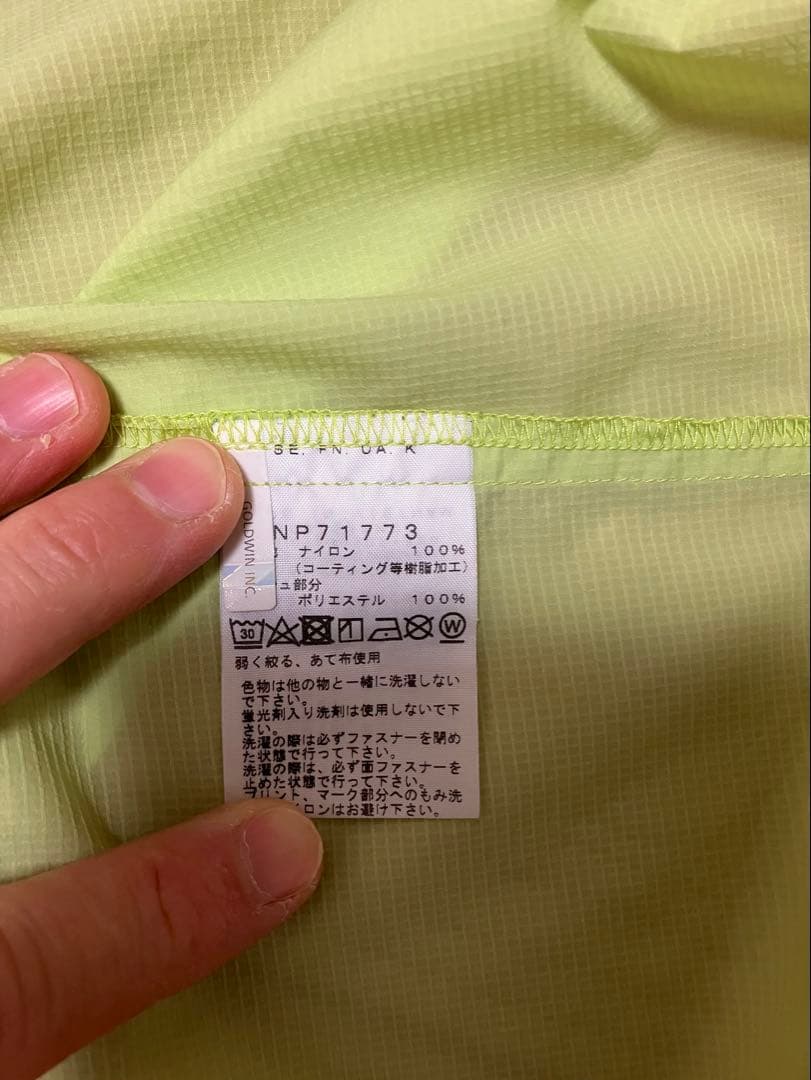 SE. FN. UA. K
GOLDWIN INC.
NP71773
ナイロン 100%
(コーティング等樹脂加工)
ュ部分
ポリエステル 100%
30
W
弱く絞る、あて布使用
色物は他の物と一緒に洗濯しない
で下さい。
蛍光剤入り洗剤は使用しないで下
さい。
洗濯の際は必ずファスナーを閉め
た状態で行って下さい。
洗濯の際は、必ず面ファスナーを
止めた状態で行って下さい。
プリント、マーク部分へのもみ洗
ロンはお避け下さい。